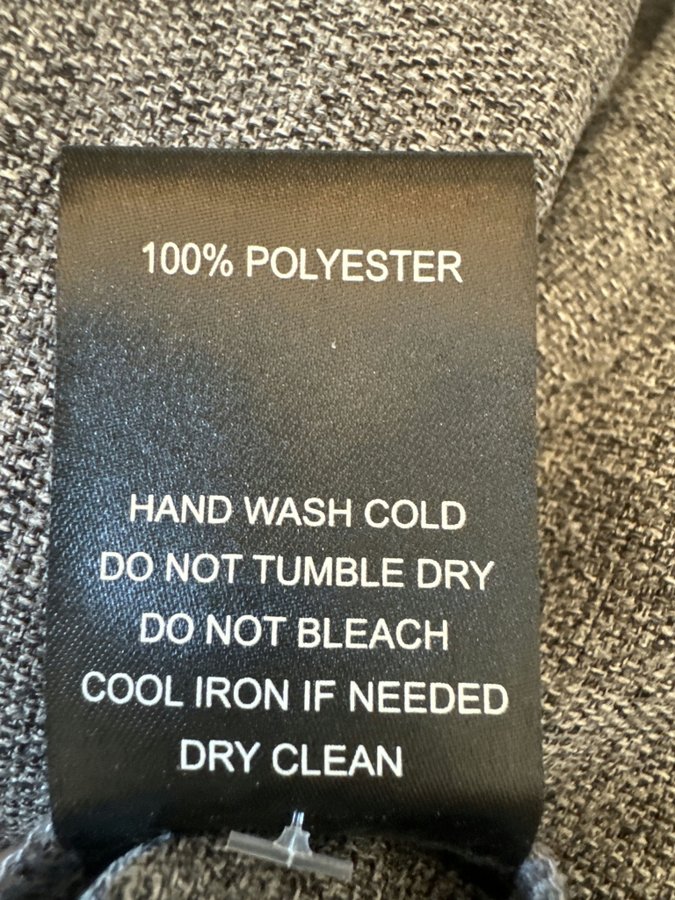 100% POLYESTER
HAND WASH COLD
DO NOT TUMBLE DRY
DO NOT BLEACH
COOL IRON IF NEEDED
DRY CLEAN